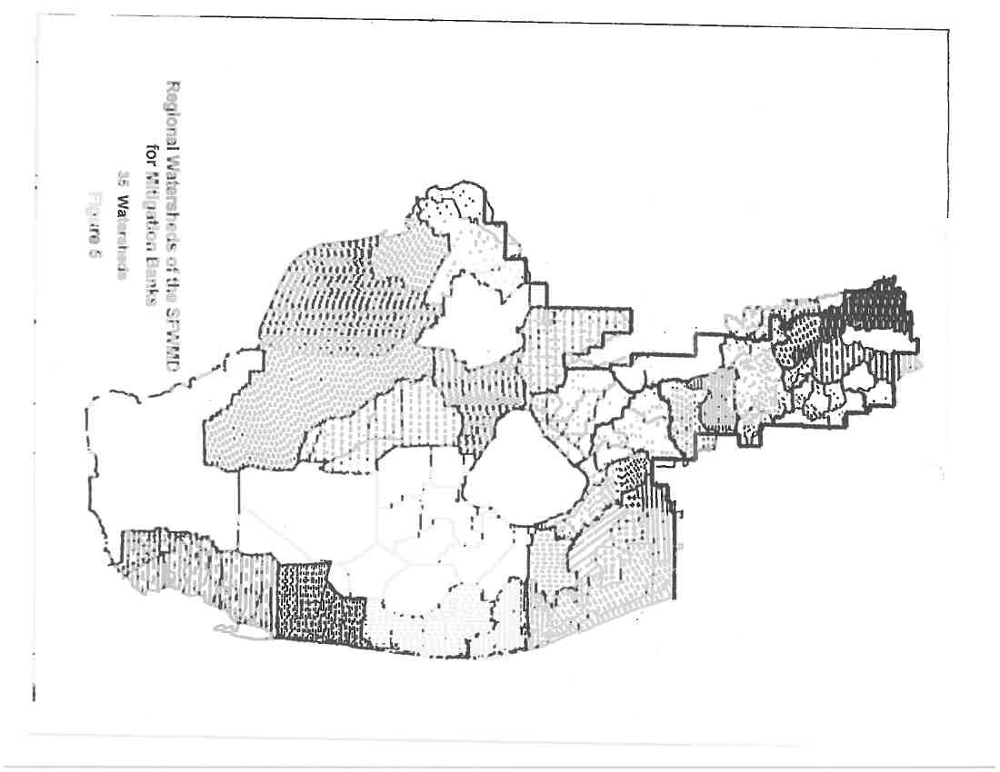 Regional Watersheds of the SFWMD
for Mitigation Banks
35 Watersheds
Figure 5